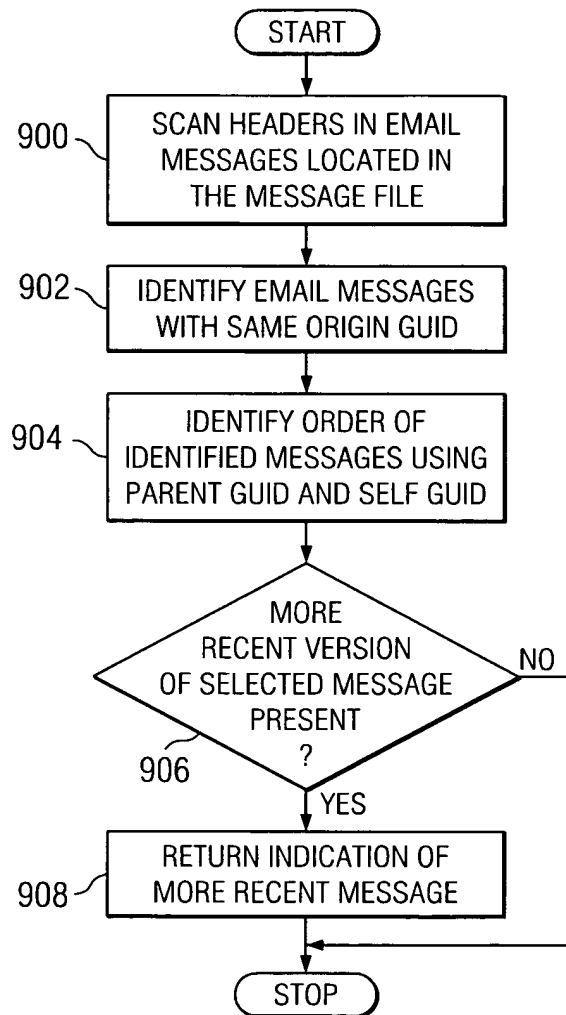 START
900
SCAN HEADERS IN EMAIL
MESSAGES LOCATED IN
THE MESSAGE FILE
902
IDENTIFY EMAIL MESSAGES
WITH SAME ORIGIN GUID
904
IDENTIFY ORDER OF
IDENTIFIED MESSAGES USING
PARENT GUID AND SELF GUID
MORE
RECENT VERSION
OF SELECTED MESSAGE
PRESENT
?
NO
906
YES
908
RETURN INDICATION OF
MORE RECENT MESSAGE
STOP